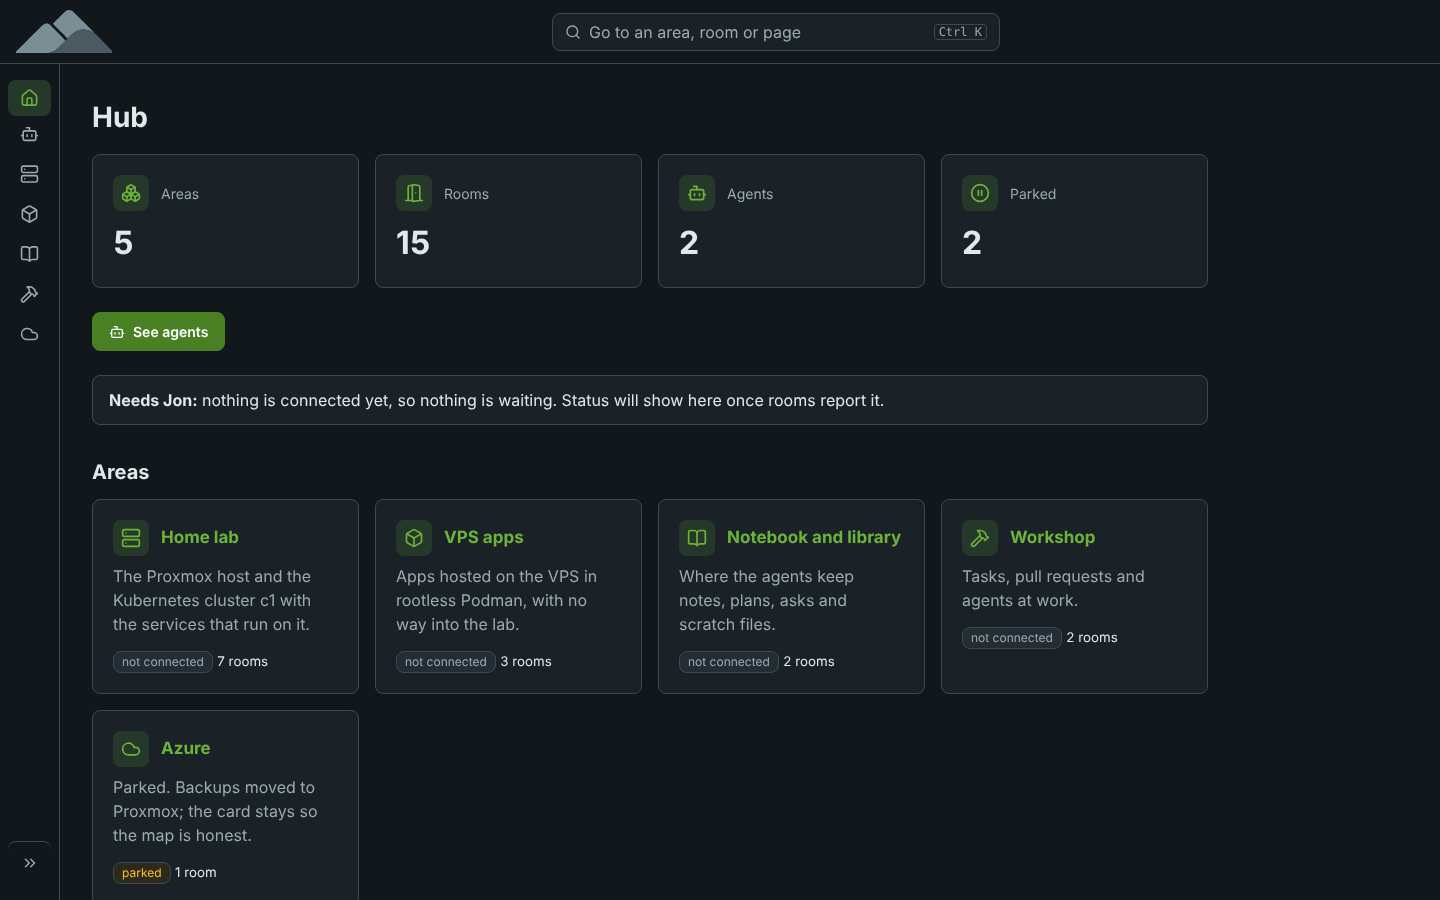 Go to an area, room or page
Ctrl K
Hub
Areas
5
Rooms
15
Agents
2
Parked
2
See agents
Needs Jon: nothing is connected yet, so nothing is waiting. Status will show here once rooms report it.
Areas
Home lab
The Proxmox host and the
Kubernetes cluster c1 with
the services that run on it.
not connected 7 rooms
VPS apps
Apps hosted on the VPS in
rootless Podman, with no
way into the lab.
not connected 3 rooms
Notebook and library
Where the agents keep
notes, plans, asks and
scratch files.
not connected 2 rooms
Workshop
Tasks, pull requests and
agents at work.
not connected 2 rooms
Azure
Parked. Backups moved to
Proxmox; the card stays so
the map is honest.
parked 1 room